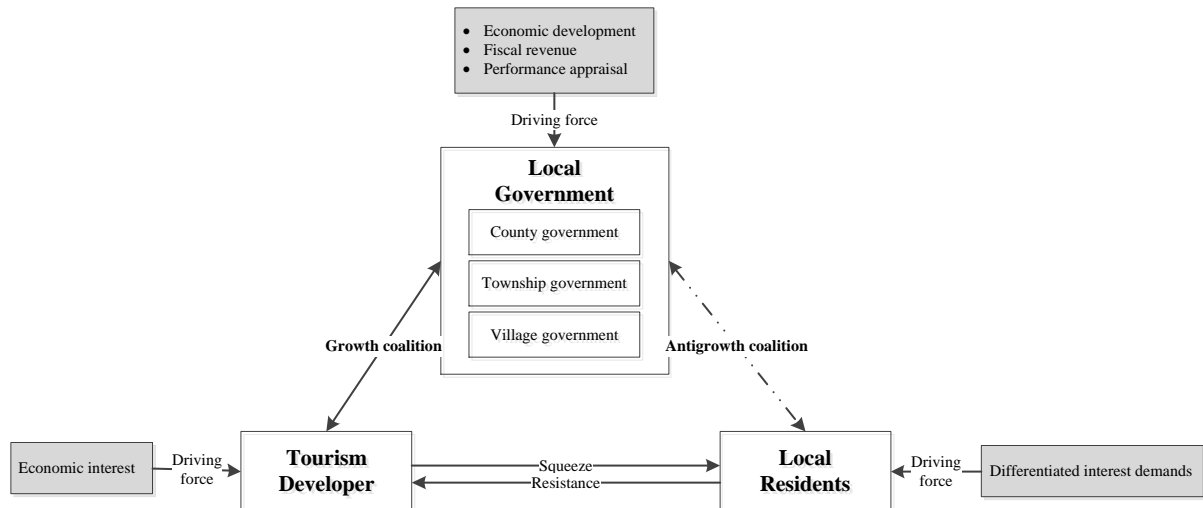 • Economic development
• Fiscal revenue
• Performance appraisal
Driving force
Local
Government
County government
Township government
Village government
Growth coalition
Antigrowth coalition
Economic interest
Driving
force
Tourism
Developer
Squeeze
Resistance
Local
Residents
Driving
force
Differentiated interest demands